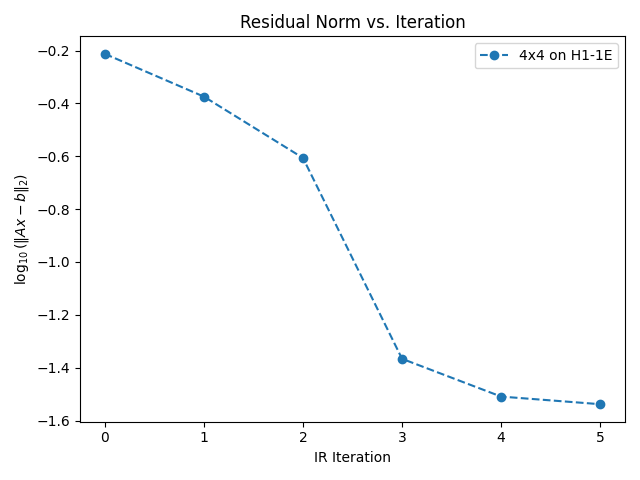 Residual Norm vs. Iteration
4x4 on H1-1E
log₁₀(‖Ax − b‖₂)
−0.2
−0.4
−0.6
−0.8
−1.0
−1.2
−1.4
−1.6
0 1 2 3 4 5
IR Iteration